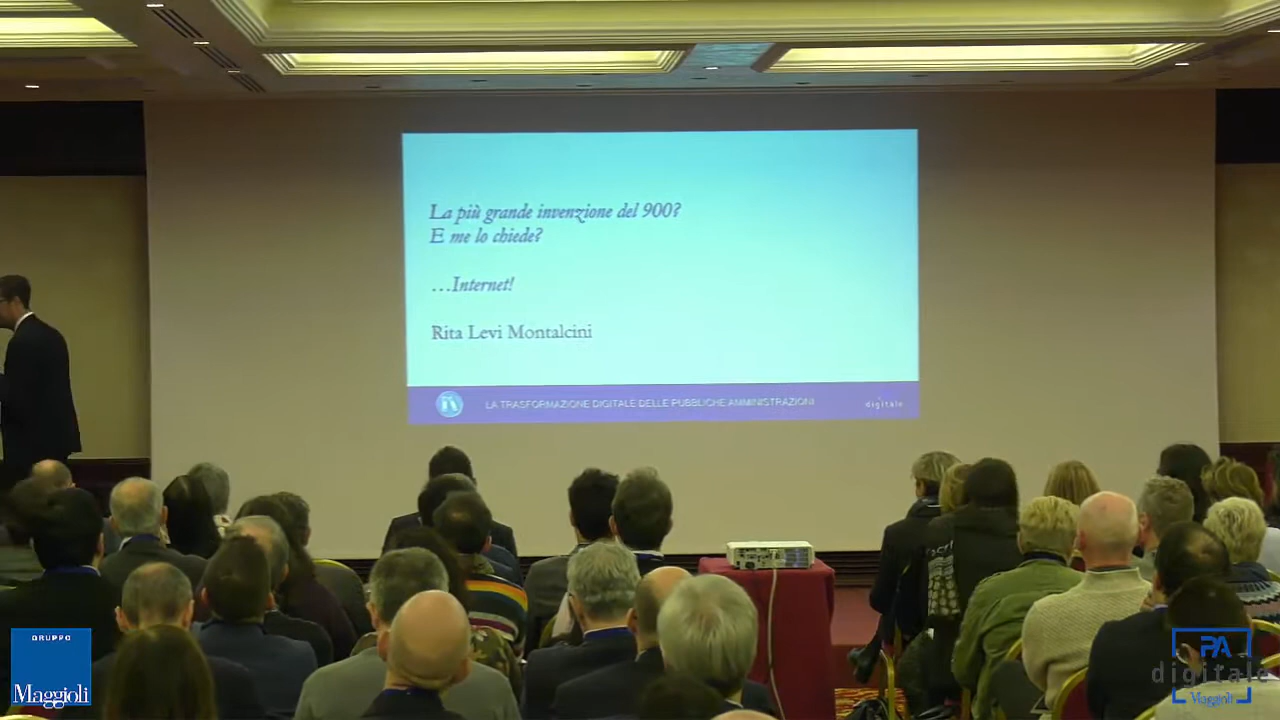 La più grande invenzione del 900?
E me lo chiede?
…Internet!
Rita Levi Montalcini
LA TRASFORMAZIONE DIGITALE DELLE PUBBLICHE AMMINISTRAZIONI
digitale
GRUPPO
Maggioli
PA
digitale
Maggioli